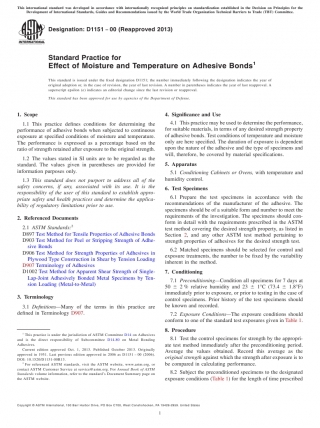 This international standard was developed in accordance with internationally recognized principles on standardization established in the Decision on Principles for the
Development of International Standards, Guides and Recommendations issued by the World Trade Organization Technical Barriers to Trade (TBT) Committee.
Designation: D1151 - 00 (Reapproved 2013)
INTERNATIONAL
Standard Practice for
Effect of Moisture and Temperature on Adhesive Bonds¹
This standard is issued under the fixed designation D1151; the number immediately following the designation indicates the year of
original adoption or, in the case of revision, the year of last revision. A number in parentheses indicates the year of last reapproval. A
superscript epsilon (ε) indicates an editorial change since the last revision or reapproval.
This standard has been approved for use by agencies of the Department of Defense.
1. Scope
1.1 This practice defines conditions for determining the
performance of adhesive bonds when subjected to continuous
exposure at specified conditions of moisture and temperature.
The performance is expressed as a percentage based on the
ratio of strength retained after exposure to the original strength.
1.2 The values stated in SI units are to be regarded as the
standard. The values given in parentheses are provided for
information purposes only.
1.3 This standard does not purport to address all of the
safety concerns, if any, associated with its use. It is the
responsibility of the user of this standard to establish appro-
priate safety and health practices and determine the applica-
bility of regulatory limitations prior to use.
2. Referenced Documents
2.1 ASTM Standards:²
D897 Test Method for Tensile Properties of Adhesive Bonds
D903 Test Method for Peel or Stripping Strength of Adhe-
sive Bonds
D906 Test Method for Strength Properties of Adhesives in
Plywood Type Construction in Shear by Tension Loading
D907 Terminology of Adhesives
D1002 Test Method for Apparent Shear Strength of Single-
Lap-Joint Adhesively Bonded Metal Specimens by Ten-
sion Loading (Metal-to-Metal)
3. Terminology
3.1 Definitions—Many of the terms in this practice are
defined in Terminology D907.
¹ This practice is under the jurisdiction of ASTM Committee D14 on Adhesives
and is the direct responsibility of Subcommittee D14.80 on Metal Bonding
Adhesives.
Current edition approved Oct. 1, 2013. Published October 2013. Originally
approved in 1951. Last previous edition approved in 2006 as D1151 – 00 (2006).
DOI: 10.1520/D1151-00R13.
² For referenced ASTM standards, visit the ASTM website, www.astm.org, or
contact ASTM Customer Service at service@astm.org. For Annual Book of ASTM
Standards volume information, refer to the standard's Document Summary page on
the ASTM website.
4. Significance and Use
4.1 This practice may be used to determine the performance,
for suitable materials, in terms of any desired strength property
of adhesive bonds. Test conditions of temperature and moisture
only are here specified. The duration of exposure is dependent
upon the nature of the adhesive and the type of specimen and
will, therefore, be covered by material specifications.
5. Apparatus
5.1 Conditioning Cabinets or Ovens, with temperature and
humidity control.
6. Test Specimens
6.1 Prepare the test specimens in accordance with the
recommendations of the manufacturer of the adhesive. The
specimens should be of a suitable form and number to meet the
requirements of the investigation. The specimens should con-
form in detail with the requirements prescribed in the ASTM
test method covering the desired strength property, as listed in
Section 2, and any other ASTM test method pertaining to
strength properties of adhesives for the desired strength test.
6.2 Matched specimens should be selected for control and
exposure treatments, the number to be fixed by the variability
inherent in the method.
7. Conditioning
7.1 Preconditioning—Condition all specimens for 7 days at
50 ± 2 % relative humidity and 23 ± 1°C (73.4 ± 1.8°F)
immediately prior to exposure, or prior to testing in the case of
control specimens. Print history of the test specimens should
be known and recorded.
7.2 Exposure Conditions—The exposure conditions should
conform to one of the standard test exposures given in Table 1.
8. Procedure
8.1 Test the control specimens for strength by the appropri-
ate test method immediately after the preconditioning period.
Average the values obtained. Record this average as the
original strength against which the strength after exposure is to
be compared in calculating performance.
8.2 Subject the preconditioned specimens to the designated
exposure conditions (Table 1) for the length of time prescribed
Copyright © ASTM International, 100 Barr Harbor Drive, PO Box C700, West Conshohocken, PA 19428-2959. United States
1